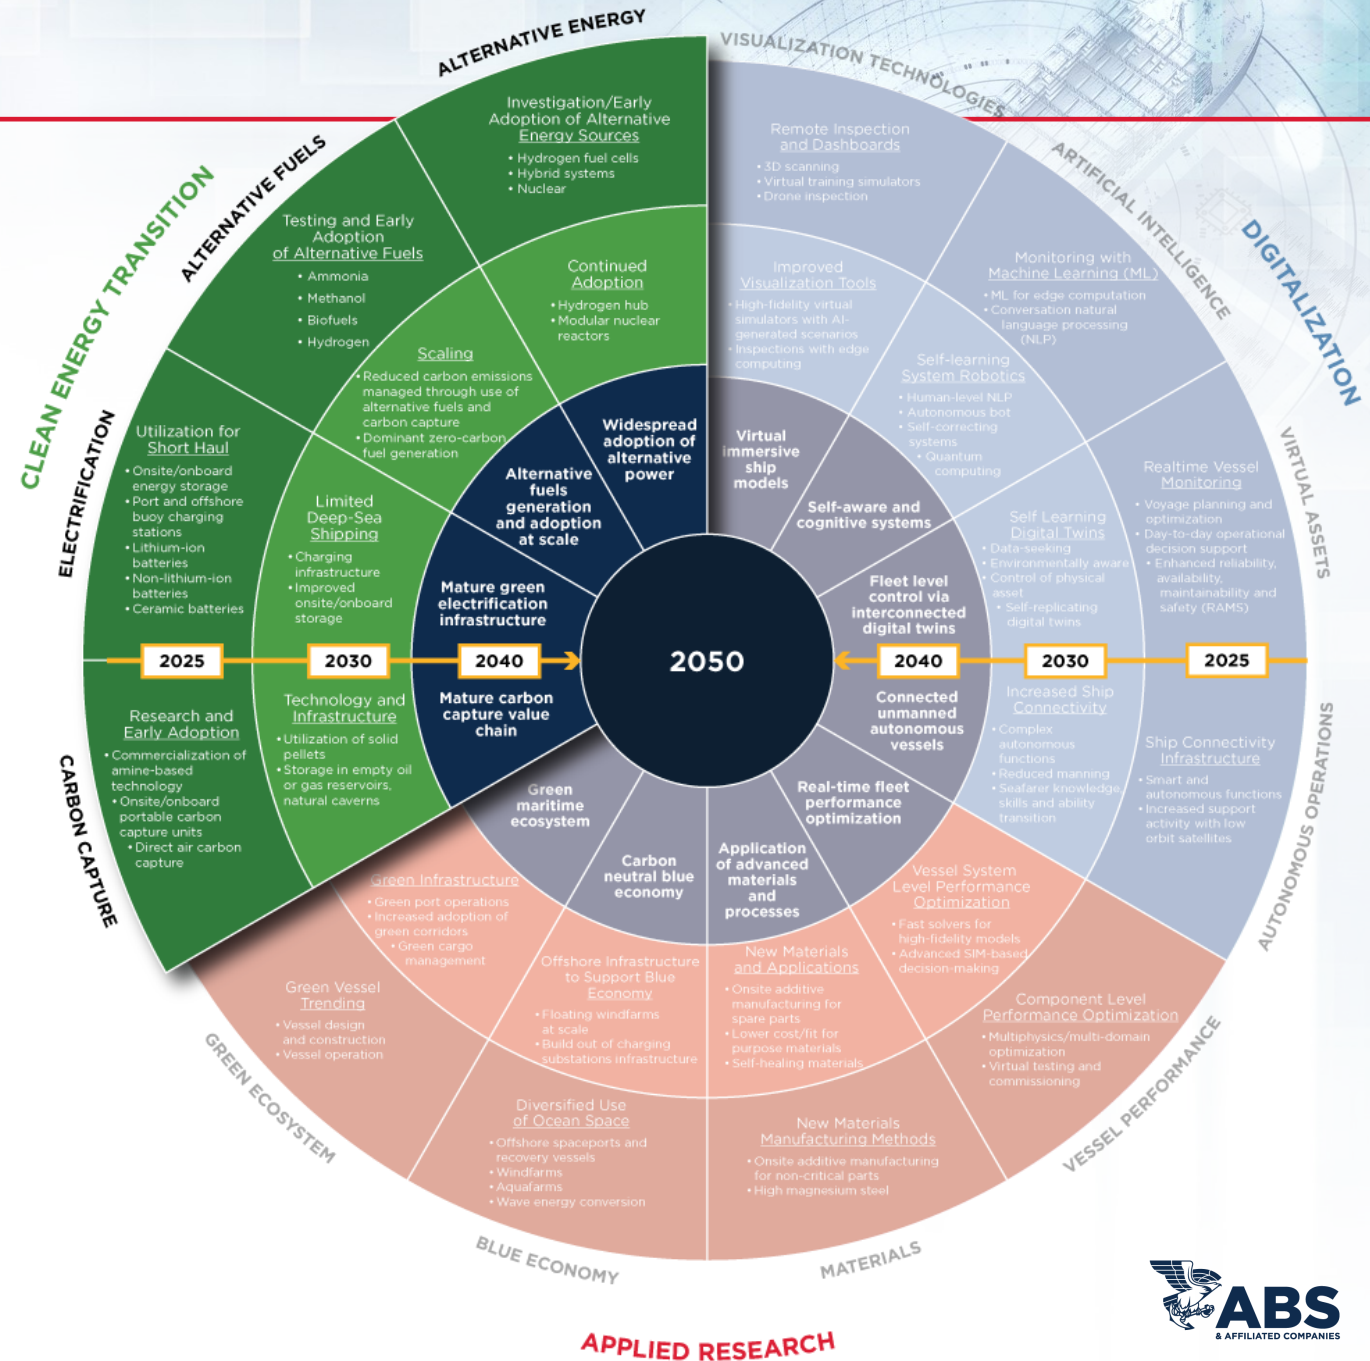 ALTERNATIVE ENERGY
Investigation/Early
Adoption of Alternative
Energy Sources
• Hydrogen fuel cells
• Hybrid systems
• Nuclear
Continued
Adoption
• Hydrogen hub
• Modular nuclear
reactors
Widespread
adoption of
alternative
power
CLEAN ENERGY TRANSITION
ALTERNATIVE FUELS
Testing and Early
Adoption
of Alternative Fuels
• Ammonia
• Methanol
• Biofuels
• Hydrogen
Scaling
• Reduced carbon emissions
managed through use of
alternative fuels and
carbon capture
• Dominant zero-carbon
fuel generation
Alternative
fuels
generation
and adoption
at scale
ELECTRIFICATION
Utilization for
Short Haul
• Onsite/onboard
energy storage
• Port and offshore
buoy charging
stations
• Lithium-ion
batteries
• Non-lithium-ion
batteries
• Ceramic batteries
Limited
Deep-Sea
Shipping
• Charging
infrastructure
• Improved
onsite/onboard
storage
Mature green
electrification
infrastructure
2025
2030
2040
2050
2040
2030
2025
CARBON CAPTURE
Research and
Early Adoption
• Commercialization of
amine-based
technology
• Onsite/onboard
portable carbon
capture units
• Direct air carbon
capture
Technology and
Infrastructure
• Utilization of solid
pellets
• Storage in empty oil
or gas reservoirs,
natural caverns
Mature carbon
capture value
chain
VISUALIZATION TECHNOLOGIES
Remote Inspection
and Dashboards
• 3D scanning
• Virtual training simulators
• Drone inspection
Improved
Visualization Tools
• High-fidelity virtual
simulators with AI-
generated scenarios
• Inspections with edge
computing
Virtual
immersive
ship
models
DIGITALIZATION
ARTIFICIAL INTELLIGENCE
Monitoring with
Machine Learning (ML)
• ML for edge computation
• Conversation natural
language processing
(NLP)
Self-learning
System Robotics
• Human-level NLP
• Autonomous bot
• Self-correcting
systems
• Quantum
computing
Self-aware and
cognitive systems
VIRTUAL ASSETS
Realtime Vessel
Monitoring
• Voyage planning and
optimization
• Day-to-day operational
decision support
• Enhanced reliability,
availability,
maintainability and
safety (RAMS)
Self Learning
Digital Twins
• Data-seeking
• Environmentally aware
• Control of physical
asset
• Self-replicating
digital twins
Fleet level
control via
interconnected
digital twins
AUTONOMOUS OPERATIONS
Ship Connectivity
Infrastructure
• Smart and
autonomous functions
• Increased support
activity with low
orbit satellites
Increased Ship
Connectivity
• Complex
autonomous
functions
• Reduced manning
• Seafarer knowledge,
skills and ability
transition
Connected
unmanned
autonomous
vessels
VESSEL PERFORMANCE
Component Level
Performance Optimization
• Multiphysics/multi-domain
optimization
• Virtual testing and
commissioning
Vessel System
Level Performance
Optimization
• Fast solvers for
high-fidelity models
• Advanced SIM-based
decision-making
Real-time fleet
performance
optimization
MATERIALS
New Materials
Manufacturing Methods
• Onsite additive manufacturing
for non-critical parts
• High magnesium steel
New Materials
and Applications
• Onsite additive
manufacturing for
spare parts
• Lower cost/fit for
purpose materials
• Self-healing materials
Application
of advanced
materials
and
processes
BLUE ECONOMY
Diversified Use
of Ocean Space
• Offshore spaceports and
recovery vessels
• Windfarms
• Aquafarms
• Wave energy conversion
Offshore Infrastructure
to Support Blue
Economy
• Floating windfarms
at scale
• Build out of charging
substations infrastructure
Carbon
neutral blue
economy
GREEN ECOSYSTEM
Green Vessel
Trending
• Vessel design
and construction
• Vessel operation
Green Infrastructure
• Green port operations
• Increased adoption of
green corridors
• Green cargo
management
Green
maritime
ecosystem
APPLIED RESEARCH
ABS
& AFFILIATED COMPANIES